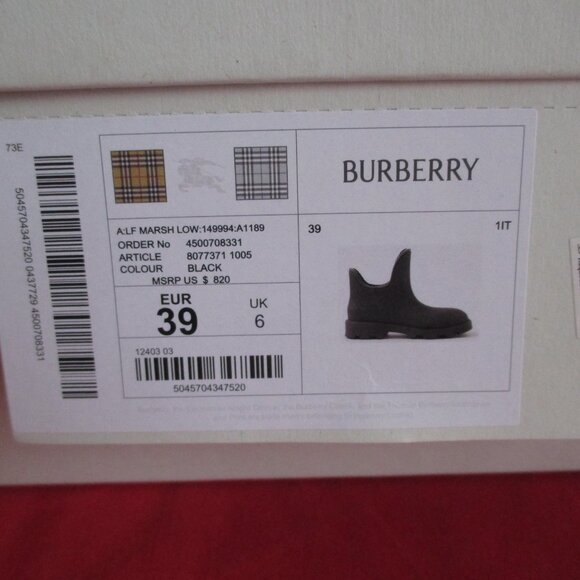 73E
5045704347520 0437729 4500708331
A:LF MARSH LOW:149994:A1189
ORDER No 4500708331
ARTICLE 8077371 1005
COLOUR BLACK
MSRP US $ 820
EUR
39
UK
6
12403 03
5045704347520
BURBERRY
39 1IT